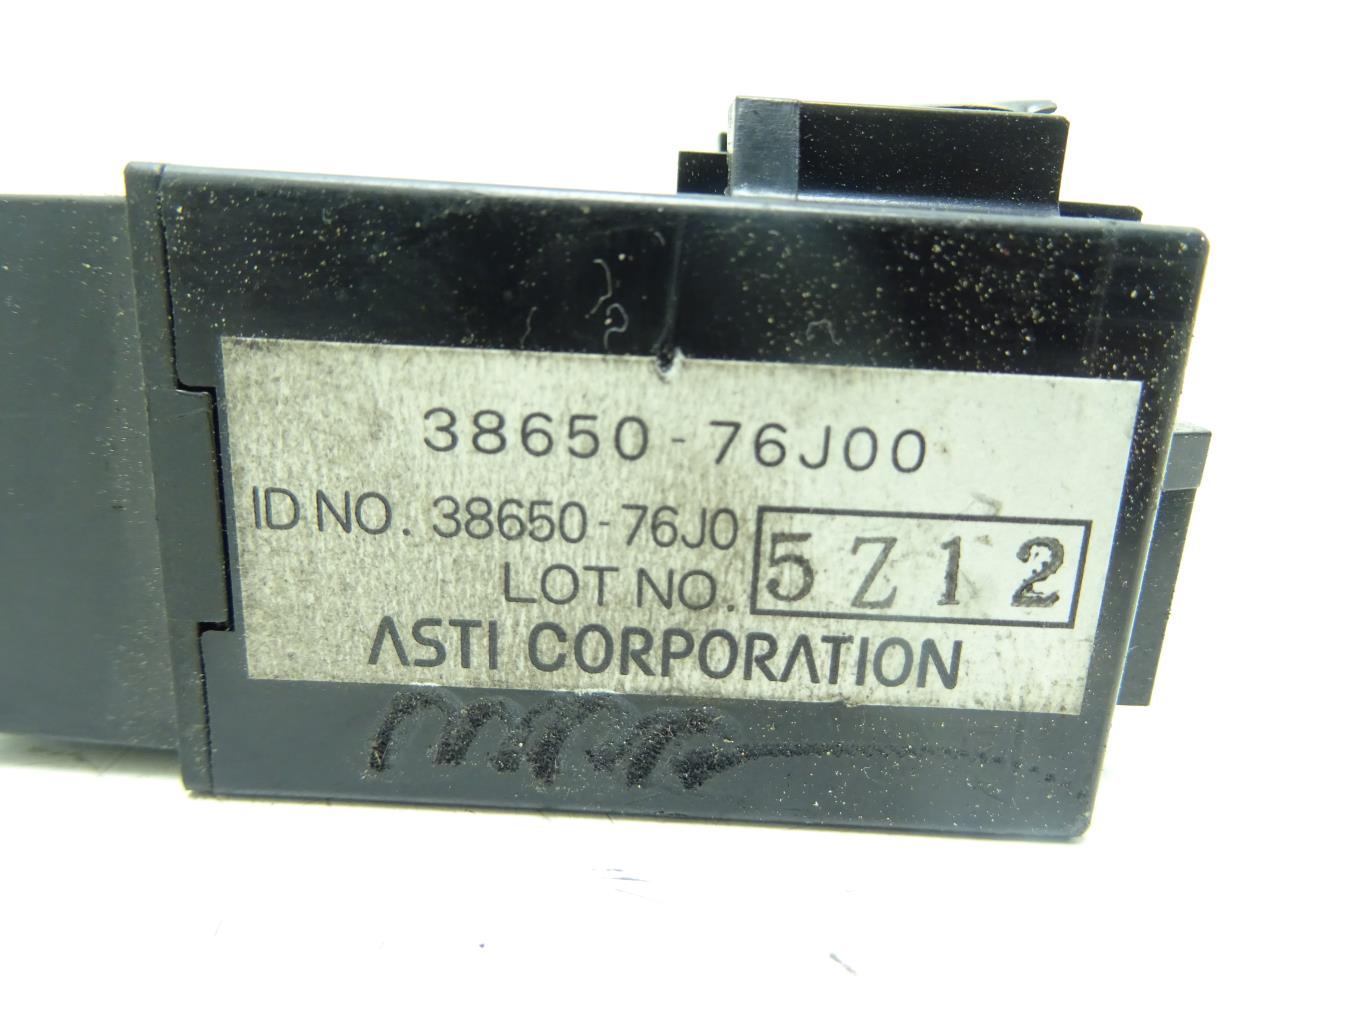 38650-76J00
ID NO. 38650-76J0
LOT NO. 5Z12
ASTI CORPORATION